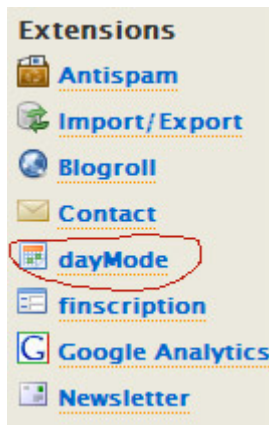 Extensions
Antispam
Import/Export
Blogroll
Contact
dayMode
finscription
Google Analytics
Newsletter